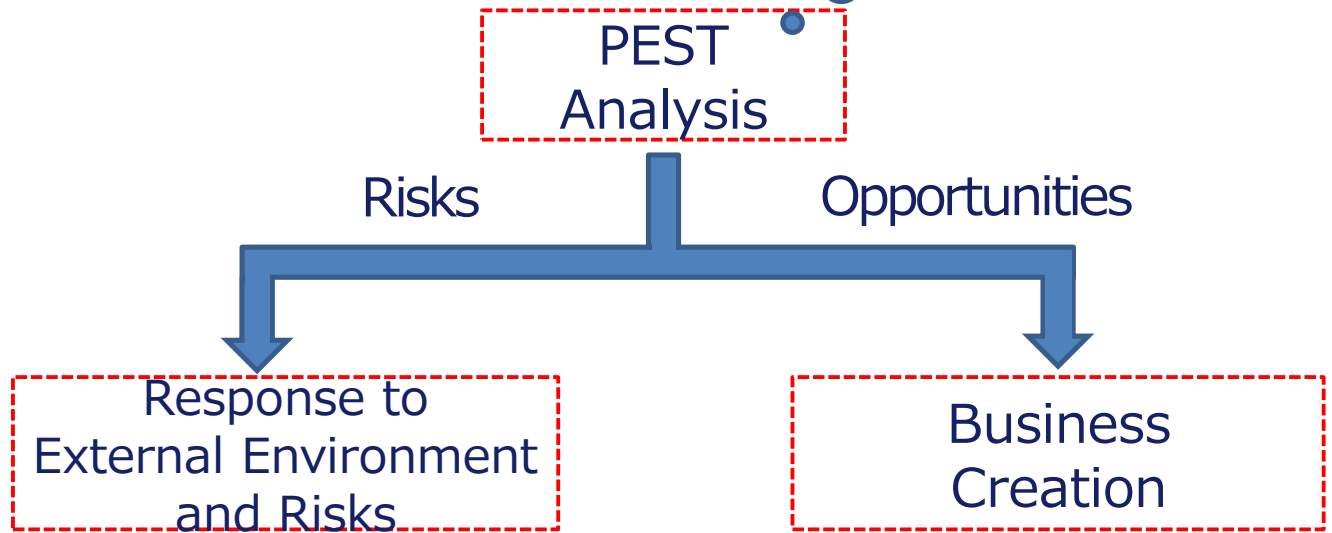 PEST
Analysis
Risks
Opportunities
Response to
External Environment
and Risks
Business
Creation